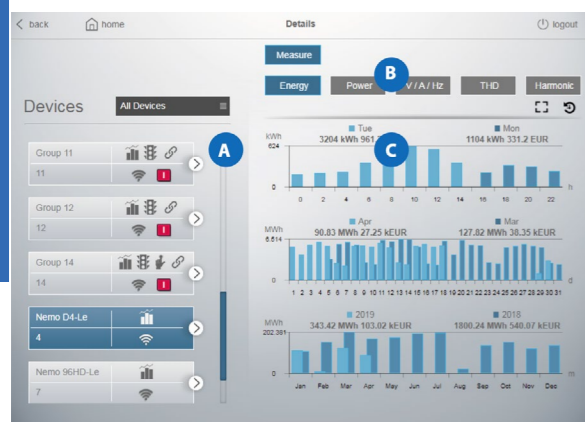 back
home
Details
logout
Measure
Energy
Power
V / A / Hz
THD
Harmonic
B
Devices
All Devices
A
Group 11
11
I
Group 12
12
I
Group 14
14
I
Nemo D4-Le
4
Nemo 96HD-Le
7
C
kWh
Tue
Mon
3204 kWh 961.
1104 kWh 331.2 EUR
624
0
0 2 4 6 8 10 12 14 16 18 20 22
h
MWh
Apr
Mar
90.83 MWh 27.25 kEUR
127.82 MWh 38.35 kEUR
6.614
0
1 2 3 4 5 6 7 8 9 10 11 12 13 14 15 16 17 18 19 20 21 22 23 24 25 26 27 28 29 30 31
d
MWh
2019
2018
343.42 MWh 103.02 kEUR
1800.24 MWh 540.07 kEUR
202.381
0
Jan Feb Mar Apr May Jun Jul Aug Sep Oct Nov Dec
m